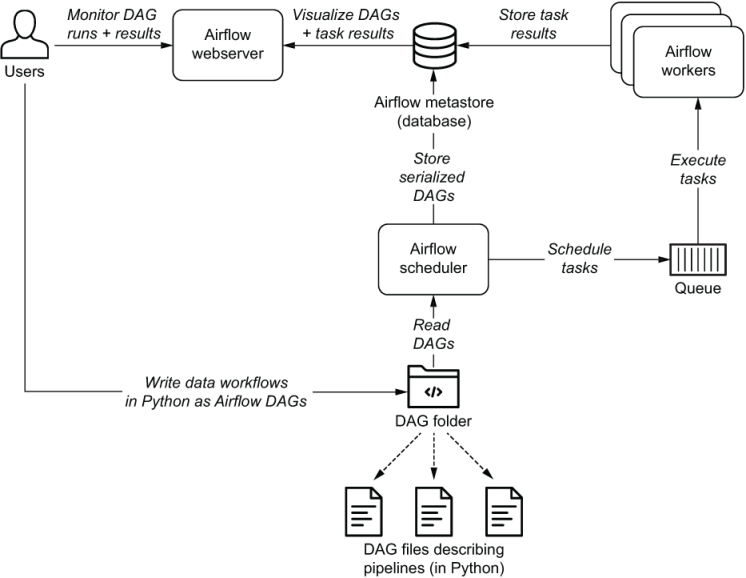 Monitor DAG
runs + results
Visualize DAGs
+ task results
Store task
results
Airflow
webserver
Airflow
workers
Users
Airflow metastore
(database)
Store
serialized
DAGs
Execute
tasks
Airflow
scheduler
Schedule
tasks
Queue
Read
DAGs
Write data workflows
in Python as Airflow DAGs
</>
DAG folder
DAG files describing
pipelines (in Python)